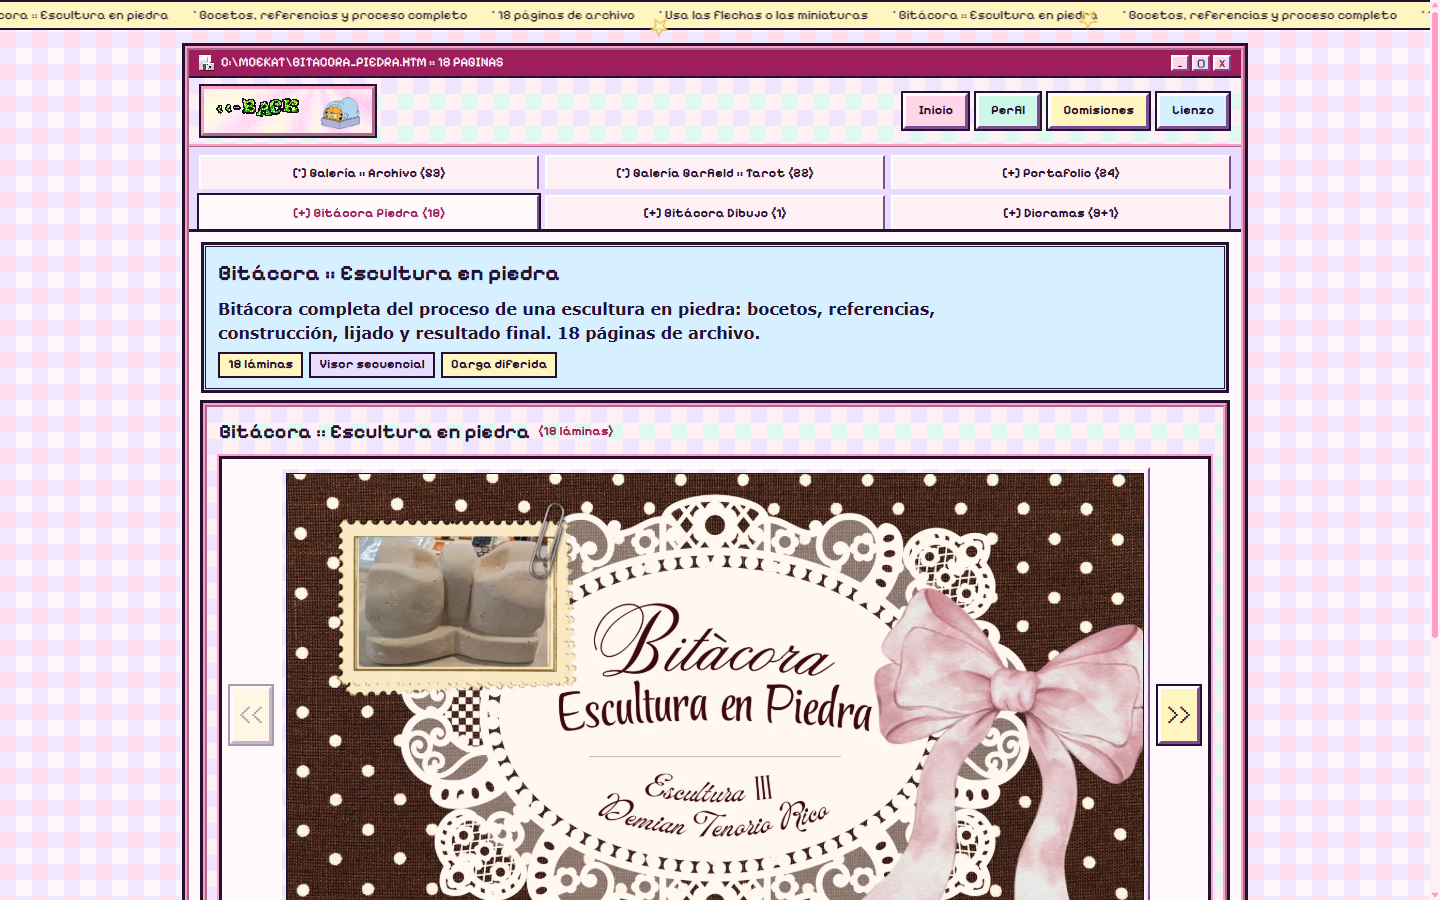 cora :: Escultura en piedra * Bocetos, referencias y proceso completo * 18 páginas de archivo * Usa las flechas o las miniaturas * Bitácora :: Escultura en piedra * Bocetos, referencias y proceso completo
C:\MOEKAT\BITACORA_PIEDRA.HTM :: 18 PAGINAS
_ □ x
<<-BACK
Inicio Perfil Comisiones Lienzo
[*] Galería :: Archivo (83) [*] Galería Garfield :: Tarot (22) [+] Portafolio (24)
[+] Bitácora Piedra (18) [+] Bitácora Dibujo (1) [+] Dioramas (9+1)
Bitácora :: Escultura en piedra
Bitácora completa del proceso de una escultura en piedra: bocetos, referencias,
construcción, lijado y resultado final. 18 páginas de archivo.
18 láminas Visor secuencial Carga diferida
Bitácora :: Escultura en piedra (18 láminas)
Bitàcora
Escultura en Piedra
Escultura III
Demian Tenorio Rico
<< >>